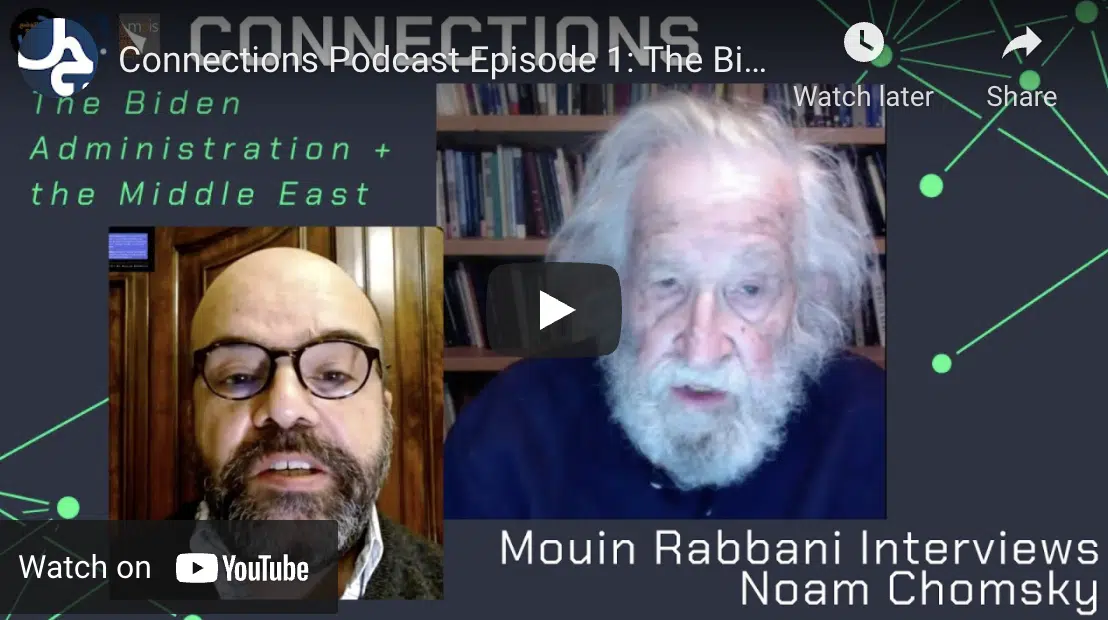 CONNECTIONS
Connections Podcast Episode 1: The Bi...
Watch later
Share
The Biden
Administration +
the Middle East
Mouin Rabbani Interviews
Noam Chomsky
Watch on YouTube